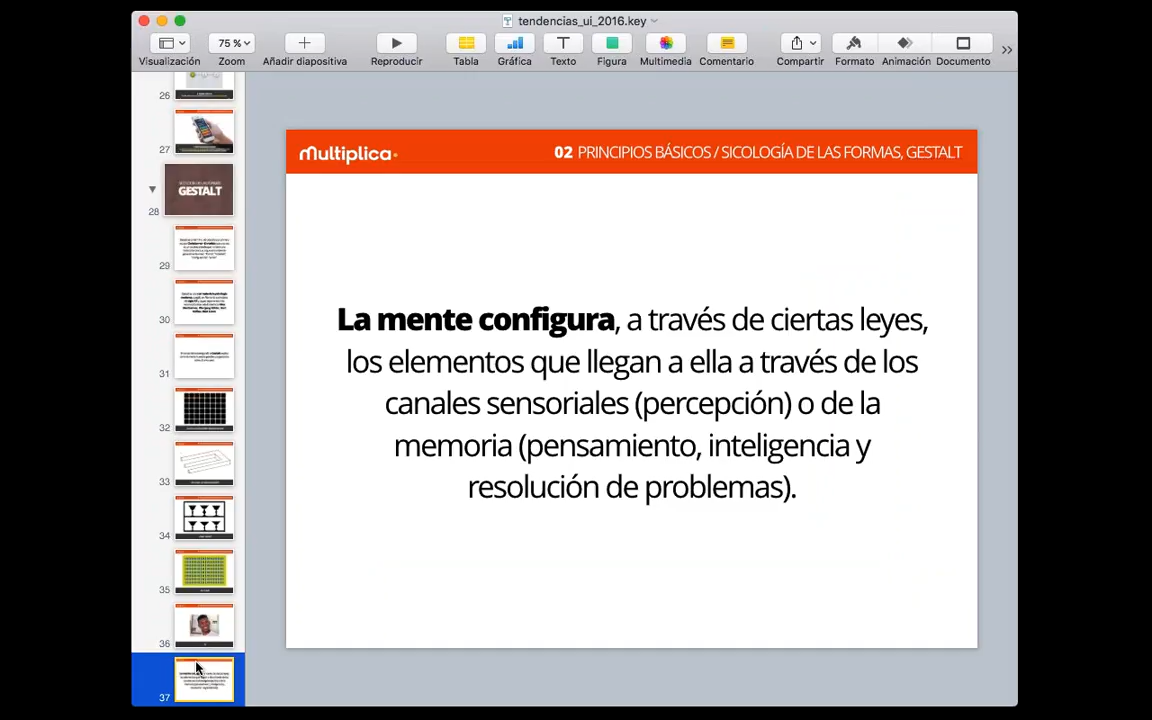 tendencias_ui_2016.key
75 %
Visualización
Zoom
Añadir diapositiva
Reproducir
Tabla
Gráfica
Texto
Figura
Multimedia
Comentario
Compartir
Formato
Animación
Documento
26
27
GESTALT
28
29
30
31
32
33
34
35
36
37
multiplica
02 PRINCIPIOS BÁSICOS / SICOLOGÍA DE LAS FORMAS, GESTALT
La mente configura, a través de ciertas leyes,
los elementos que llegan a ella a través de los
canales sensoriales (percepción) o de la
memoria (pensamiento, inteligencia y
resolución de problemas).